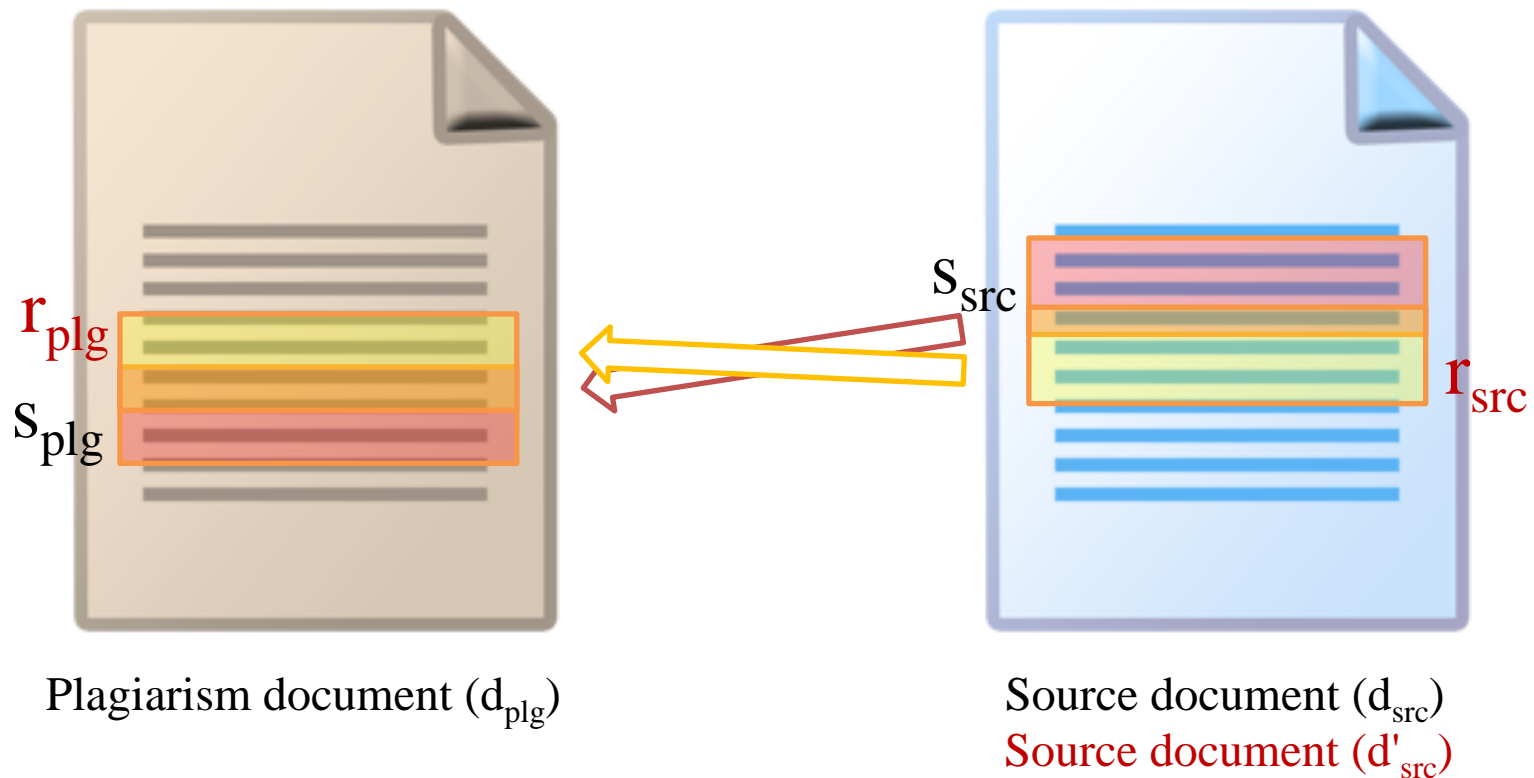 s_src
r_plg
r_src
s_plg
Plagiarism document (d_plg)
Source document (d_src)
Source document (d'_src)